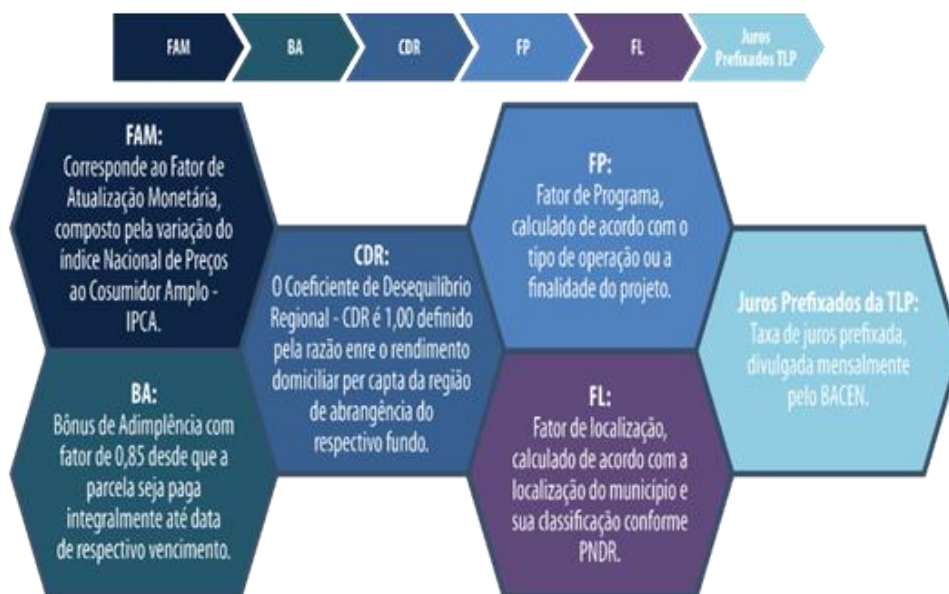 FAM
BA
CDR
FP
FL
Juros
Prefixados TLP
FAM:
Corresponde ao Fator de
Atualização Monetária,
composto pela variação do
índice Nacional de Preços
ao Cosumidor Amplo -
IPCA.
BA:
Bônus de Adimplência com
fator de 0,85 desde que a
parcela seja paga
integralmente até data
de respectivo vencimento.
CDR:
O Coeficiente de Desequilíbrio
Regional - CDR é 1,00 definido
pela razão enre o rendimento
domiciliar per capta da região
de abrangência do
respectivo fundo.
FP:
Fator de Programa,
calculado de acordo com o
tipo de operação ou a
finalidade do projeto.
FL:
Fator de localização,
calculado de acordo com a
localização do município e
sua classificação conforme
PNDR.
Juros Prefixados da TLP:
Taxa de juros prefixada,
divulgada mensalmente
pelo BACEN.